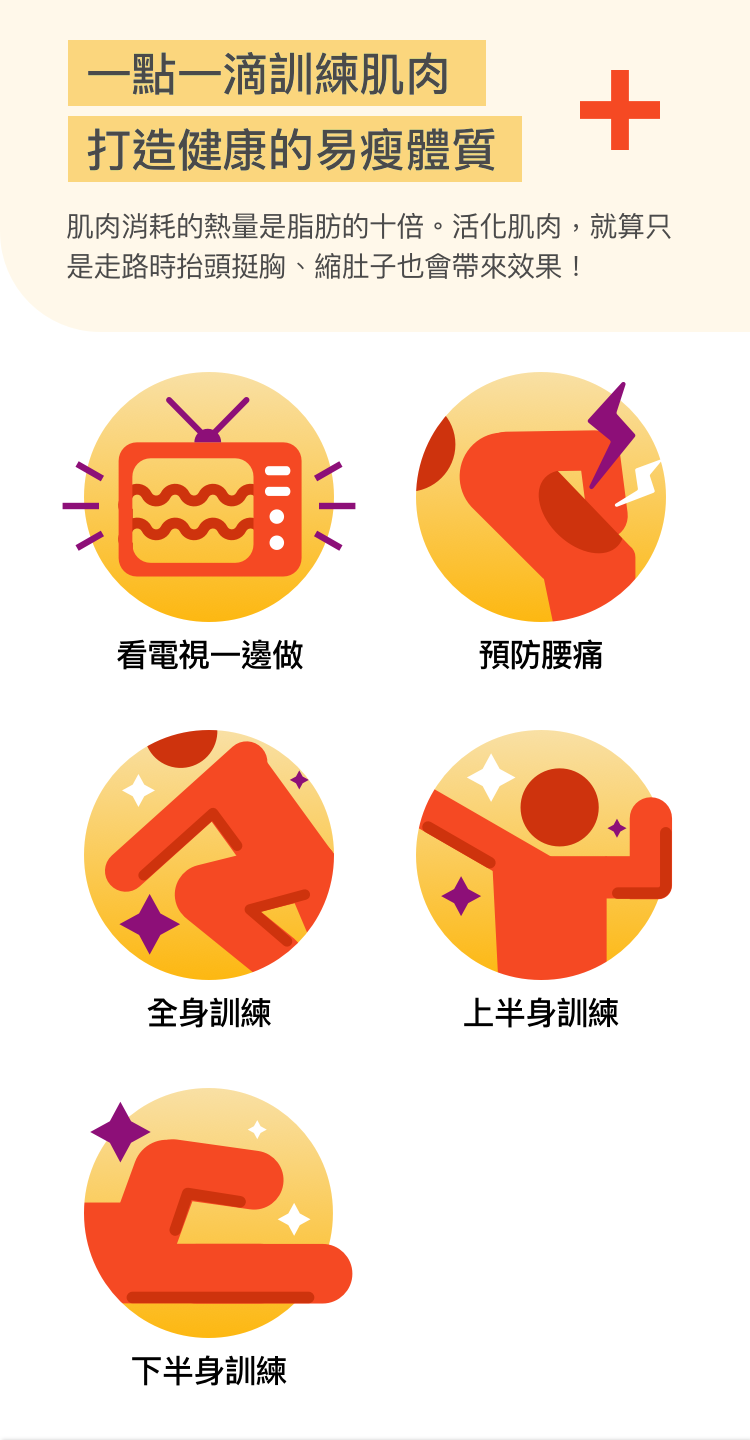 一點一滴訓練肌肉
打造健康的易瘦體質
肌肉消耗的熱量是脂肪的十倍。活化肌肉，就算只
是走路時抬頭挺胸、縮肚子也會帶來效果！
看電視一邊做
預防腰痛
全身訓練
上半身訓練
下半身訓練